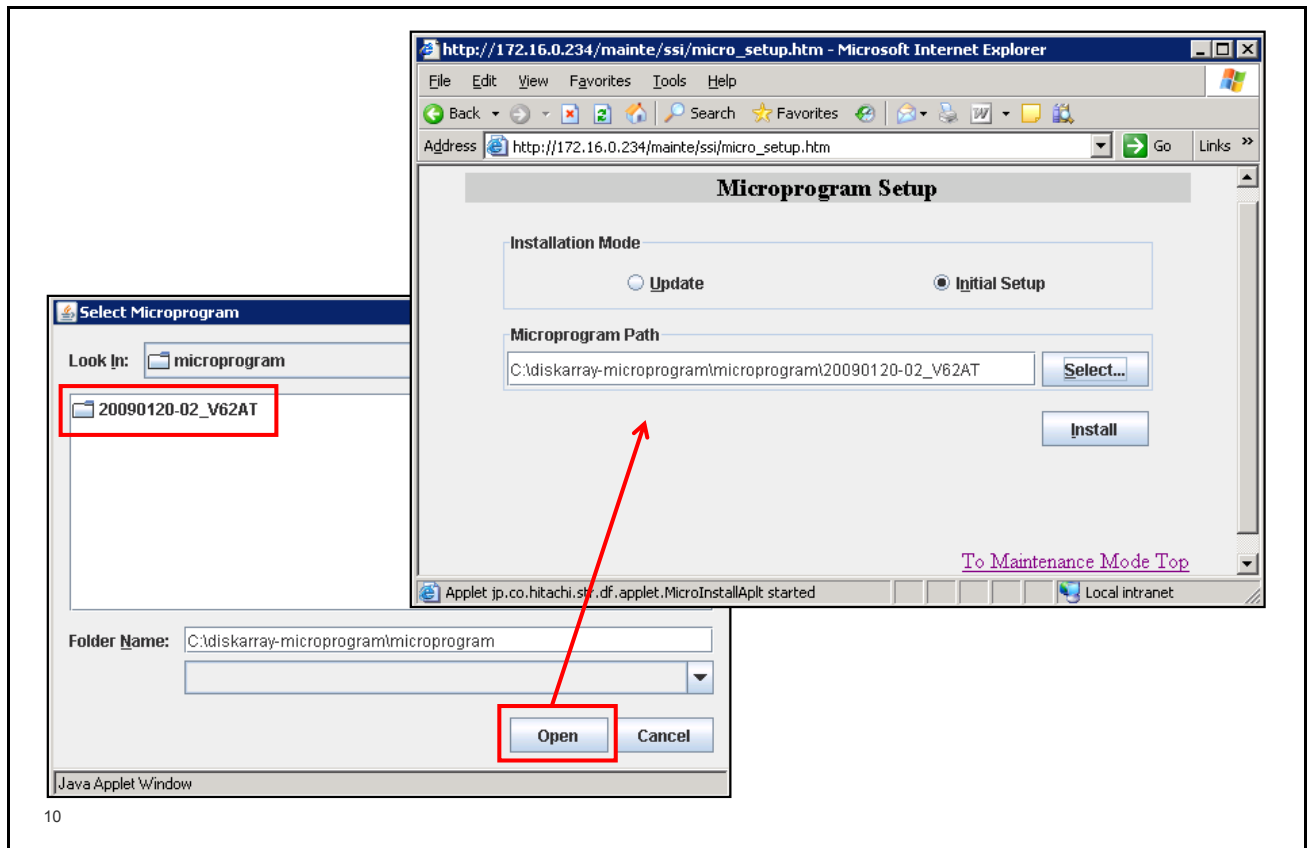 http://172.16.0.234/mainte/ssi/micro_setup.htm - Microsoft Internet Explorer
File Edit View Favorites Tools Help
Back Search Favorites
Address http://172.16.0.234/mainte/ssi/micro_setup.htm Go Links »
Microprogram Setup
Installation Mode
Update Initial Setup
Microprogram Path
C:\diskarray-microprogram\microprogram\20090120-02_V62AT Select...
Install
To Maintenance Mode Top
Applet jp.co.hitachi.str.df.applet.MicroInstallAplt started Local intranet
Select Microprogram
Look In: microprogram
20090120-02_V62AT
Folder Name: C:\diskarray-microprogram\microprogram
Open Cancel
Java Applet Window
10